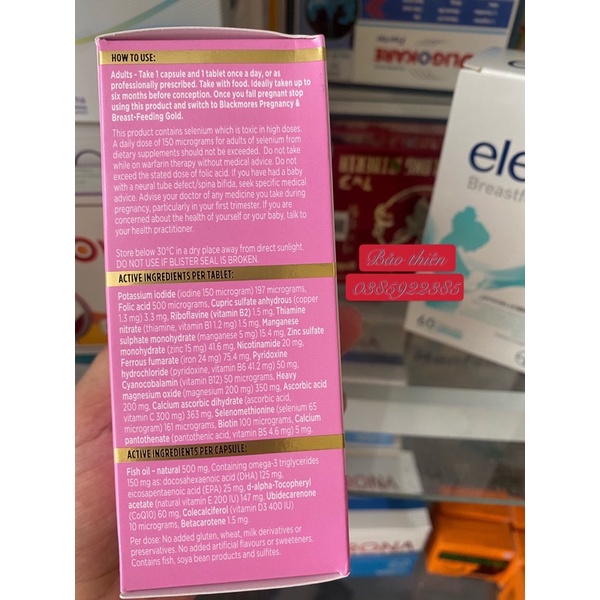 HOW TO USE:
Adults - Take 1 capsule and 1 tablet once a day, or as
professionally prescribed. Take with food. Ideally taken up to
six months before conception. Once you fall pregnant stop
using this product and switch to Blackmores Pregnancy &
Breast-Feeding Gold.
This product contains selenium which is toxic in high doses.
A daily dose of 150 micrograms for adults of selenium from
dietary supplements should not be exceeded. Do not take
while on warfarin therapy without medical advice. Do not
exceed the stated dose of folic acid. If you have had a baby
with a neural tube defect/spina bifida, seek specific medical
advice. Advise your doctor of any medicine you take during
pregnancy, particularly in your first trimester. If you are
concerned about the health of yourself or your baby, talk to
your health practitioner.
Store below 30°C in a dry place away from direct sunlight.
DO NOT USE IF BLISTER SEAL IS BROKEN.
ACTIVE INGREDIENTS PER TABLET:
Potassium iodide (iodine 150 microgram) 197 micrograms,
Folic acid 500 micrograms, Cupric sulfate anhydrous (copper
1.3 mg) 3.3 mg, Riboflavine (vitamin B2) 1.5 mg, Thiamine
nitrate (thiamine, vitamin B1 1.2 mg) 1.5 mg, Manganese
sulphate monohydrate (manganese 5 mg) 15.4 mg, Zinc sulfate
monohydrate (zinc 15 mg) 41.6 mg, Nicotinamide 20 mg,
Ferrous fumarate (iron 24 mg) 75.4 mg, Pyridoxine
hydrochloride (pyridoxine, vitamin B6 41.2 mg) 50 mg,
Cyanocobalamin (vitamin B12) 50 micrograms, Heavy
magnesium oxide (magnesium 200 mg) 350 mg, Ascorbic acid
200 mg, Calcium ascorbic dihydrate (ascorbic acid,
vitamin C 300 mg) 363 mg, Selenomethionine (selenium 65
microgram) 161 micrograms, Biotin 100 micrograms, Calcium
pantothenate (pantothenic acid, vitamin B5 4.6 mg) 5 mg.
ACTIVE INGREDIENTS PER CAPSULE:
Fish oil – natural 500 mg, Containing omega-3 triglycerides
150 mg as: docosahexaenoic acid (DHA) 125 mg,
eicosapentaenoic acid (EPA) 25 mg, d-alpha-Tocopheryl
acetate (natural vitamin E 200 IU) 147 mg, Ubidecarenone
(CoQ10) 60 mg, Colecalciferol (vitamin D3 400 IU)
10 micrograms, Betacarotene 1.5 mg.
Per dose: No added gluten, wheat, milk derivatives or
preservatives. No added artificial flavours or sweeteners.
Contains fish, soya bean products and sulfites.
Bảo thiên
0385922385
ele
Breastf
60